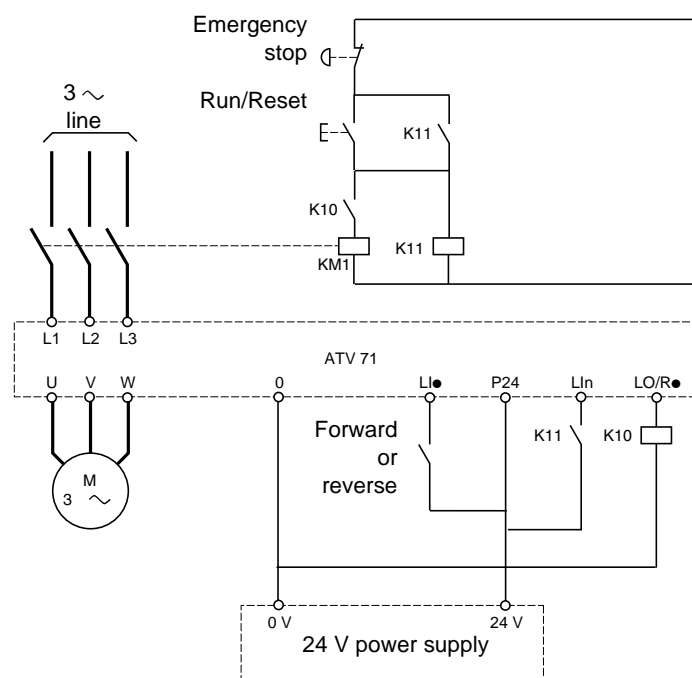 Emergency
stop
3 ~
line
Run/Reset
K11
K10
KM1
K11
L1 L2 L3
ATV 71
U V W 0 LI● P24 LIn LO/R●
Forward
or
reverse
K11
K10
M
3 ~
0 V
24 V
24 V power supply